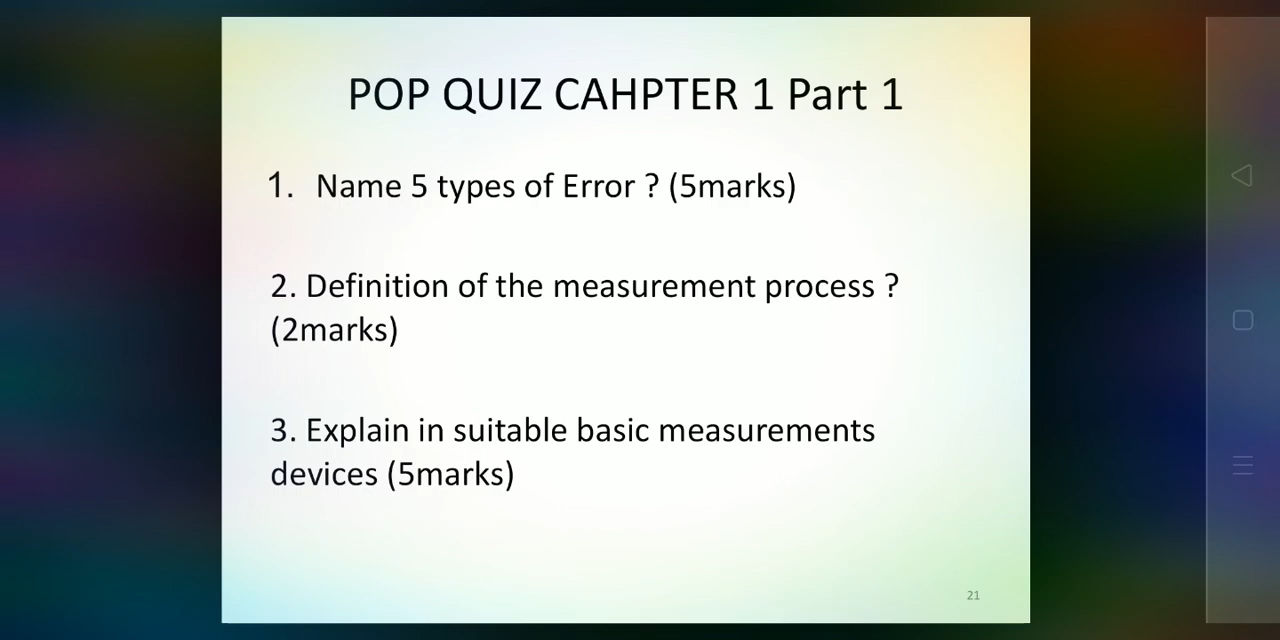 POP QUIZ CAHPTER 1 Part 1
1. Name 5 types of Error ? (5marks)
2. Definition of the measurement process ?
(2marks)
3. Explain in suitable basic measurements
devices (5marks)
21